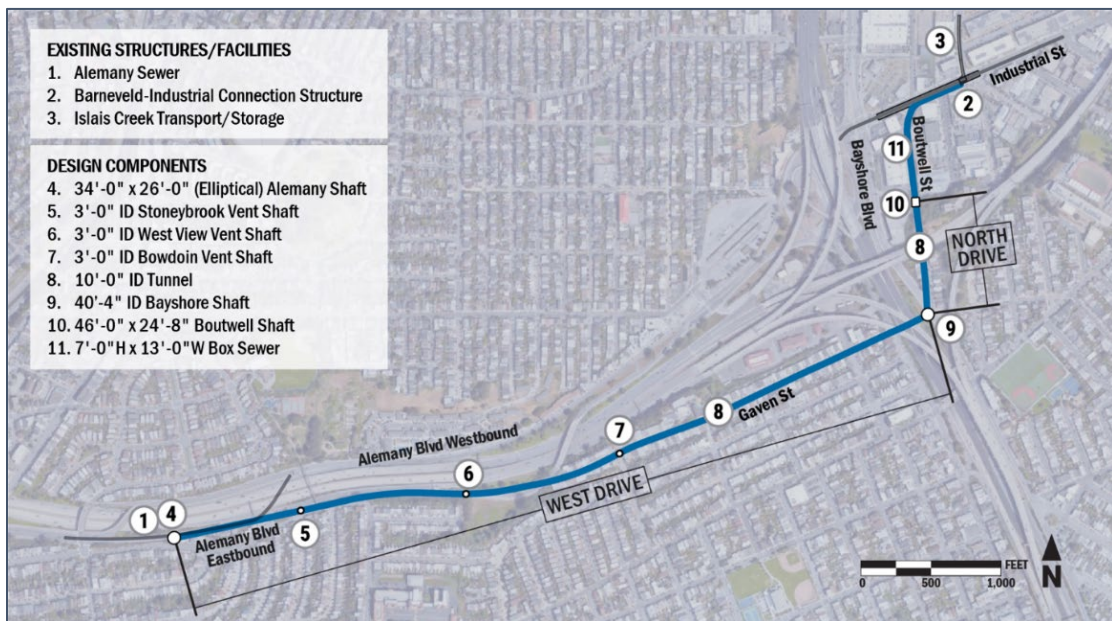 EXISTING STRUCTURES/FACILITIES
1. Alemany Sewer
2. Barneveld-Industrial Connection Structure
3. Islais Creek Transport/Storage
DESIGN COMPONENTS
4. 34'-0" x 26'-0" (Elliptical) Alemany Shaft
5. 3'-0" ID Stoneybrook Vent Shaft
6. 3'-0" ID West View Vent Shaft
7. 3'-0" ID Bowdoin Vent Shaft
8. 10'-0" ID Tunnel
9. 40'-4" ID Bayshore Shaft
10. 46'-0" x 24'-8" Boutwell Shaft
11. 7'-0"H x 13'-0"W Box Sewer
3
Industrial St
2
Boutwell St
11
Bayshore Blvd
10
8
NORTH
DRIVE
9
Gaven St
8
7
Alemany Blvd Westbound
6
WEST DRIVE
5
1
4
Alemany Blvd
Eastbound
FEET
0
500
1,000
N